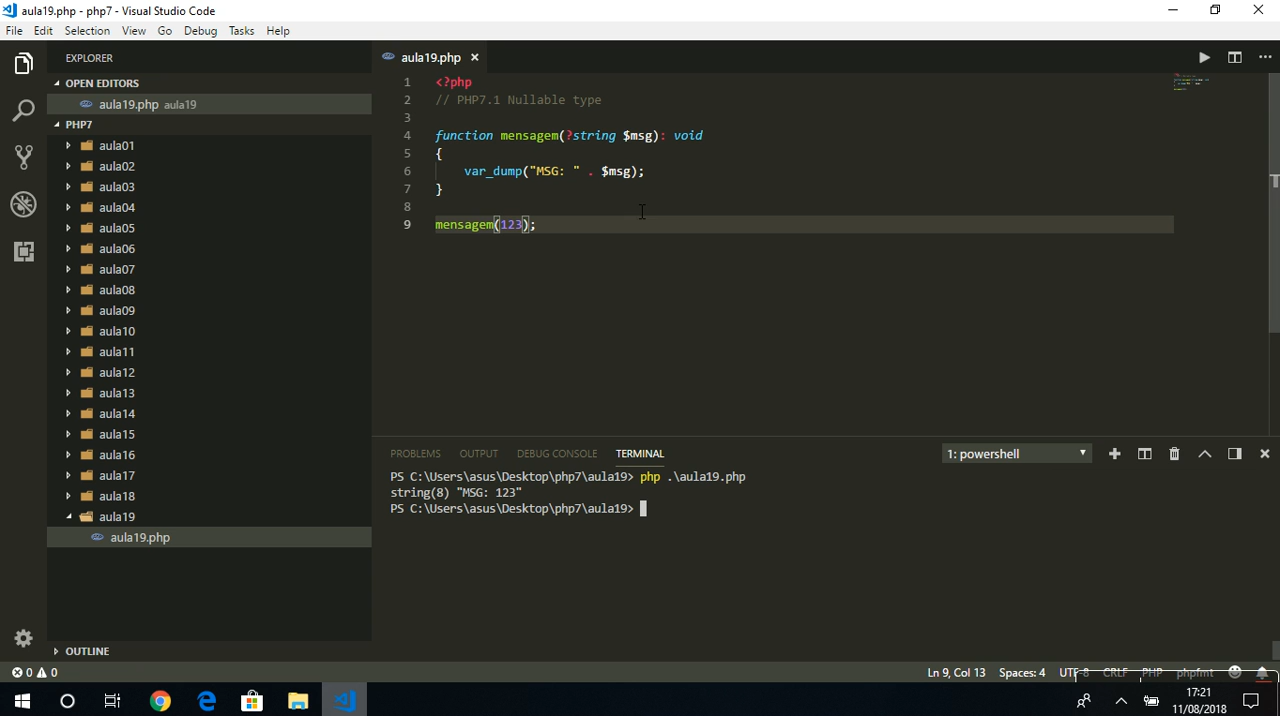 aula19.php - php7 - Visual Studio Code
File Edit Selection View Go Debug Tasks Help
EXPLORER
OPEN EDITORS
aula19.php aula19
PHP7
aula01
aula02
aula03
aula04
aula05
aula06
aula07
aula08
aula09
aula10
aula11
aula12
aula13
aula14
aula15
aula16
aula17
aula18
aula19
aula19.php
OUTLINE
aula19.php
1 <?php
2 // PHP7.1 Nullable type
3
4 function mensagem(?string $msg): void
5 {
6 var_dump("MSG: " . $msg);
7 }
8
9 mensagem(123);
PROBLEMS OUTPUT DEBUG CONSOLE TERMINAL 1: powershell
PS C:\Users\asus\Desktop\php7\aula19> php .\aula19.php
string(8) "MSG: 123"
PS C:\Users\asus\Desktop\php7\aula19>
0 0 Ln 9, Col 13 Spaces: 4 UTF-8 CRLF PHP phpfmt
17:21
11/08/2018